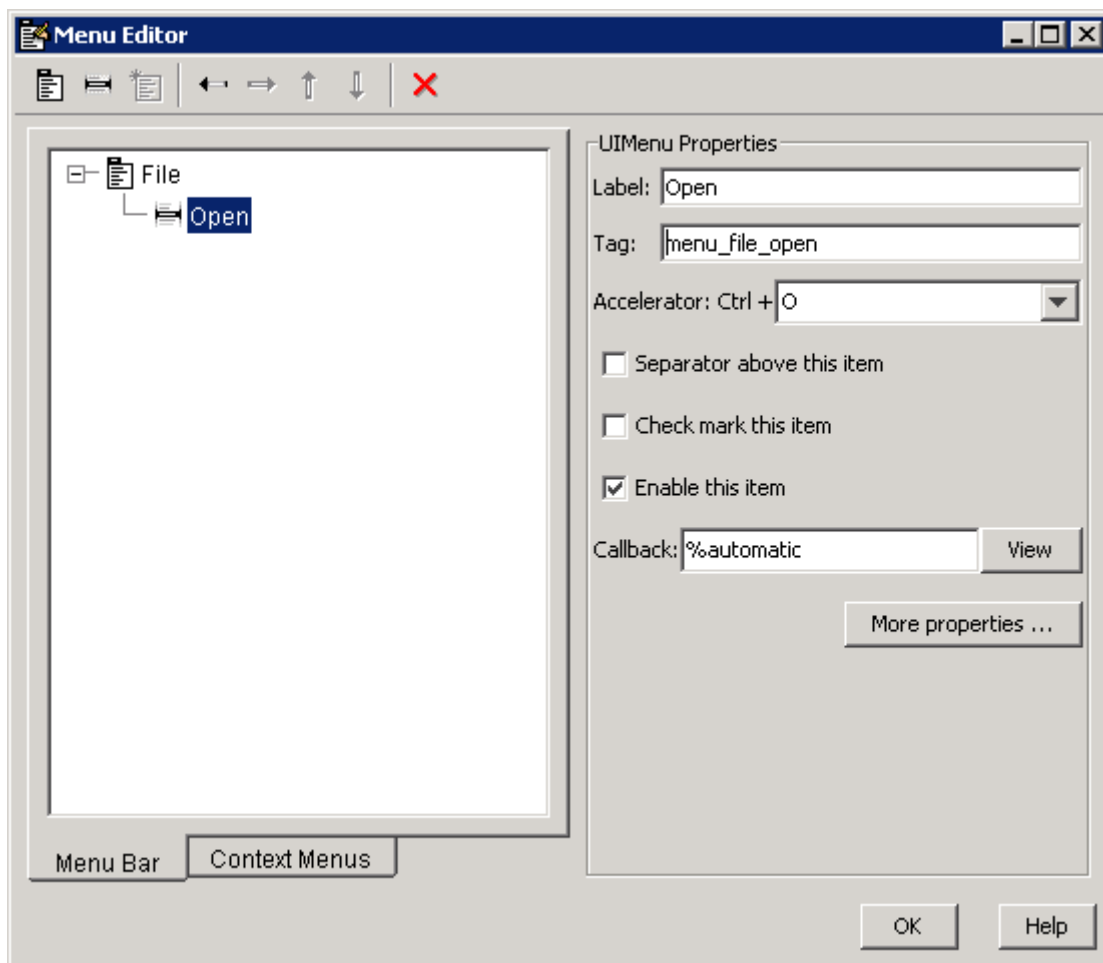 Menu Editor
File
Open
UIMenu Properties
Label: Open
Tag: menu_file_open
Accelerator: Ctrl + O
Separator above this item
Check mark this item
Enable this item
Callback: %automatic View
More properties ...
Menu Bar Context Menus
OK Help